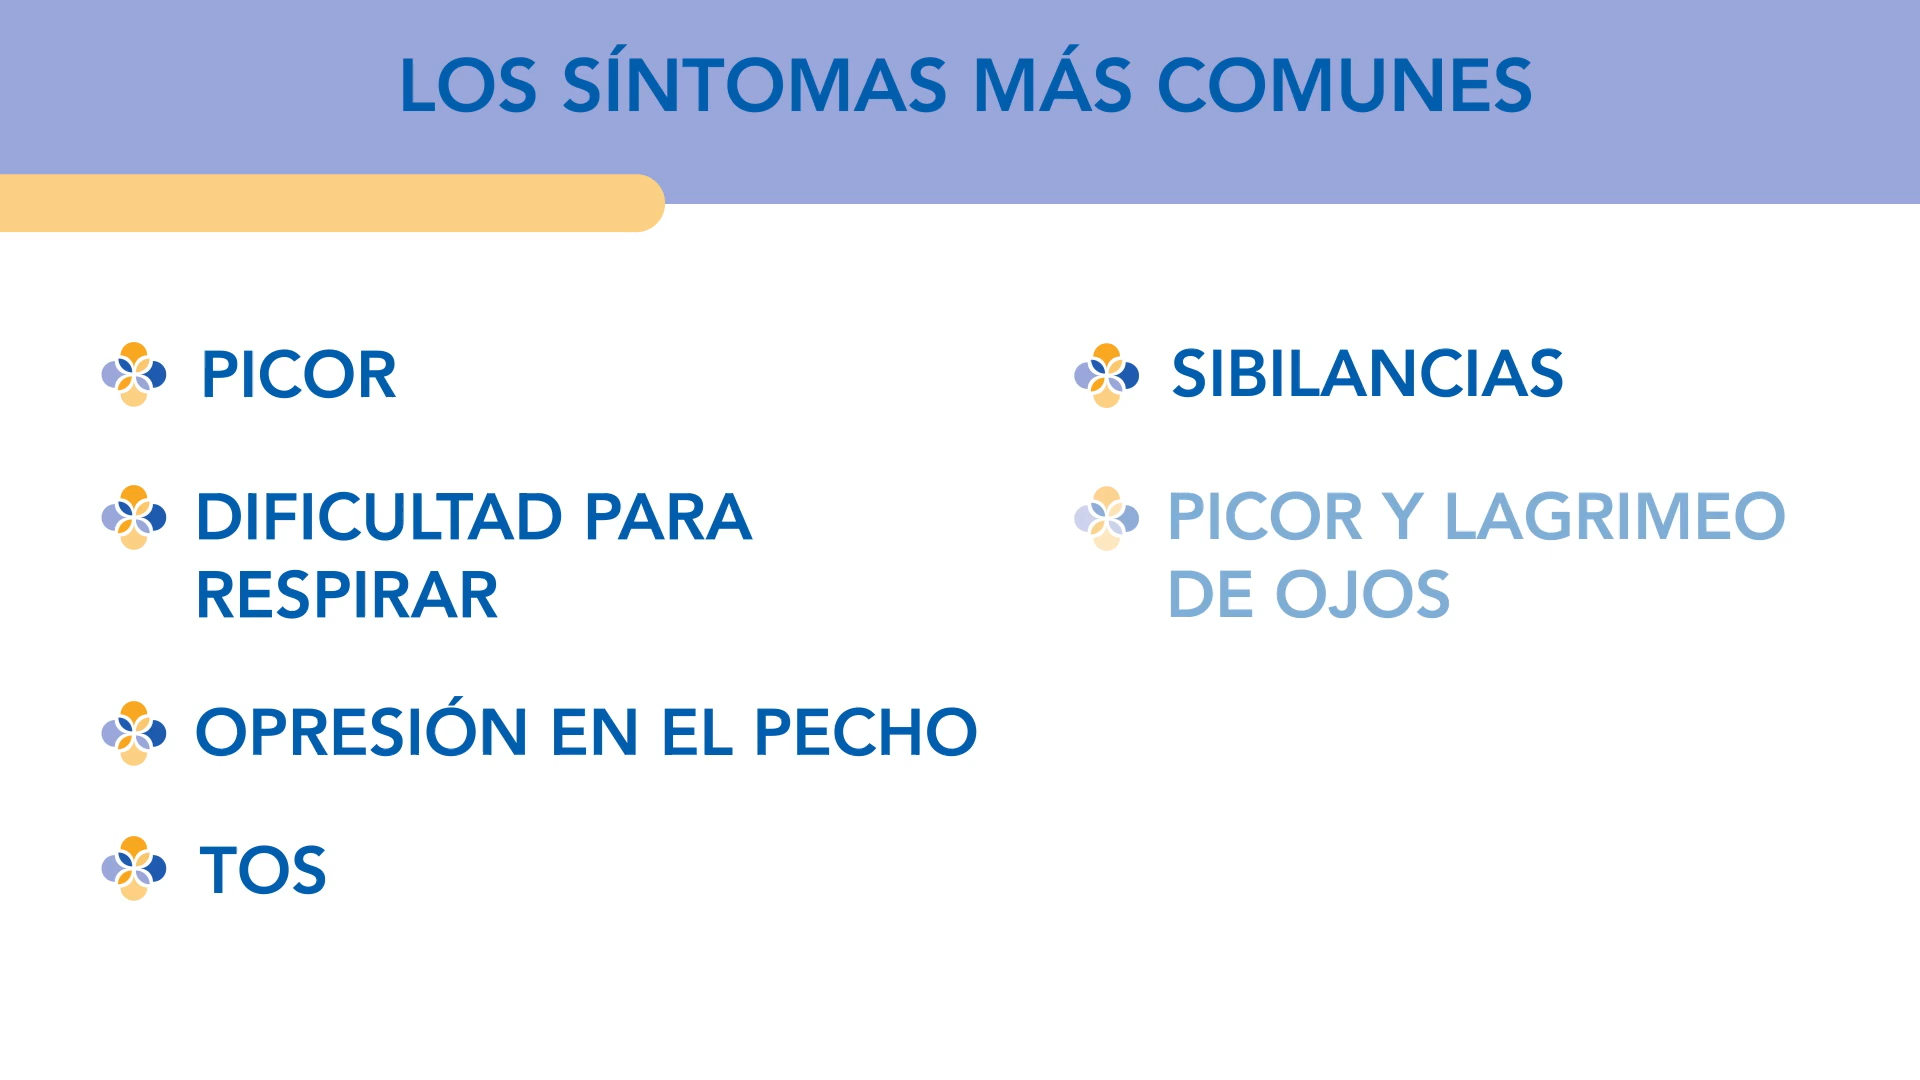 LOS SÍNTOMAS MÁS COMUNES
PICOR
DIFICULTAD PARA
RESPIRAR
OPRESIÓN EN EL PECHO
TOS
SIBILANCIAS
PICOR Y LAGRIMEO
DE OJOS